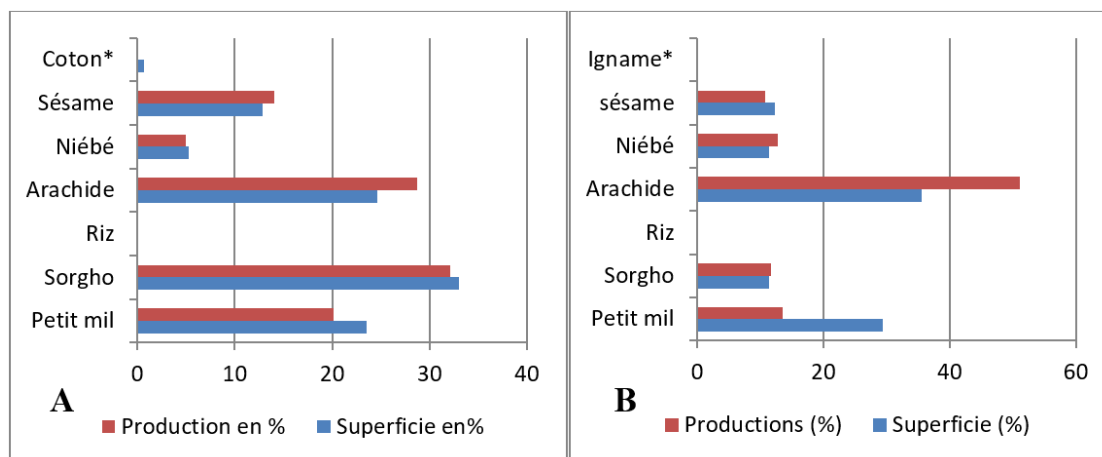 Coton*
Sésame
Niébé
Arachide
Riz
Sorgho
Petit mil
0 10 20 30 40
A
Production en % Superficie en%
Igname*
sésame
Niébé
Arachide
Riz
Sorgho
Petit mil
0 20 40 60
B
Productions (%) Superficie (%)